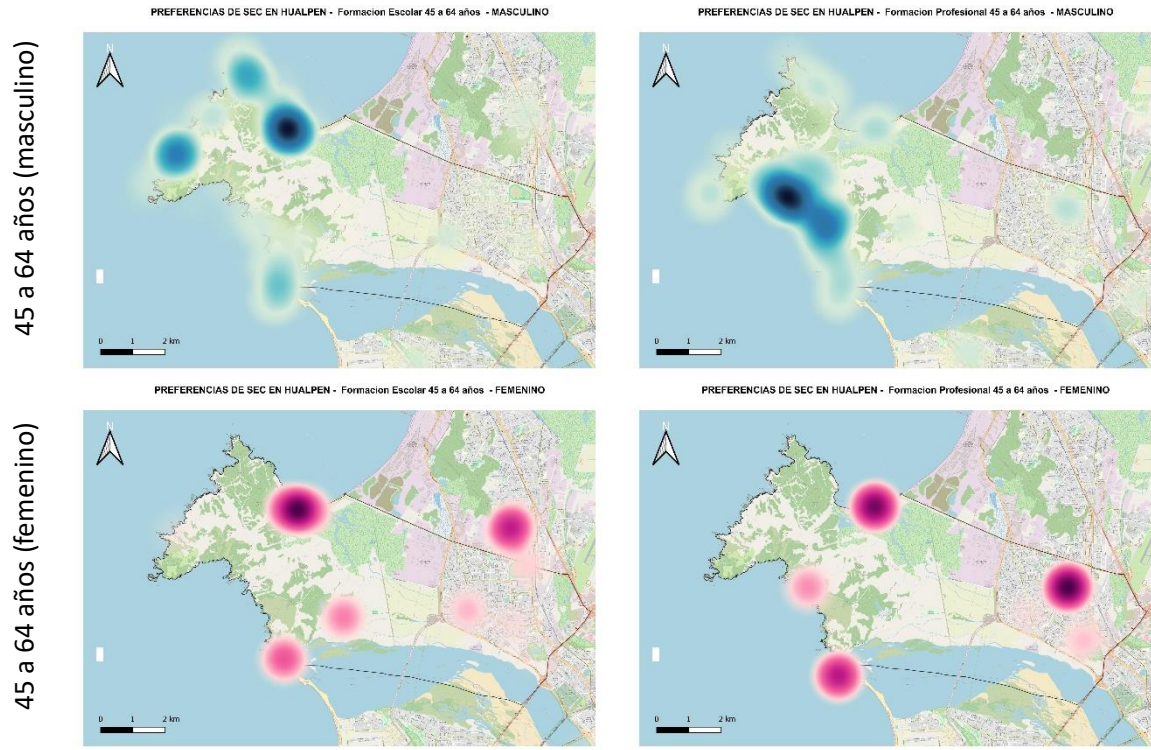 45 a 64 años (masculino)
PREFERENCIAS DE SEC EN HUALPEN - Formacion Escolar 45 a 64 años - MASCULINO
N
0 1 2 km
PREFERENCIAS DE SEC EN HUALPEN - Formacion Profesional 45 a 64 años - MASCULINO
N
0 1 2 km
45 a 64 años (femenino)
PREFERENCIAS DE SEC EN HUALPEN - Formacion Escolar 45 a 64 años - FEMENINO
N
0 1 2 km
PREFERENCIAS DE SEC EN HUALPEN - Formacion Profesional 45 a 64 años - FEMENINO
N
0 1 2 km